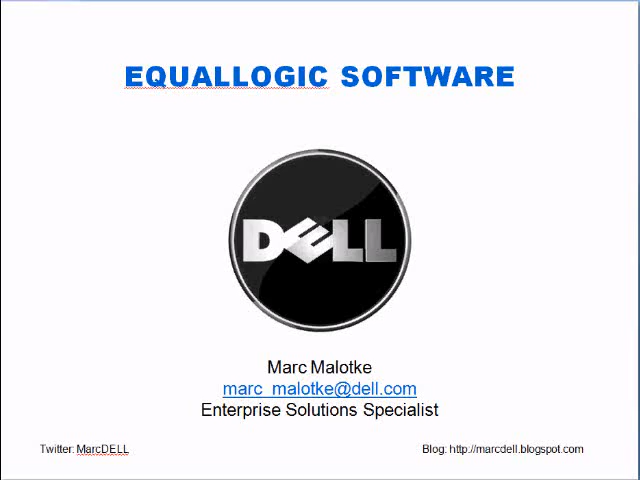 EQUALLOGIC SOFTWARE
DELL
Marc Malotke
marc_malotke@dell.com
Enterprise Solutions Specialist
Twitter: MarcDELL
Blog: http://marcdell.blogspot.com